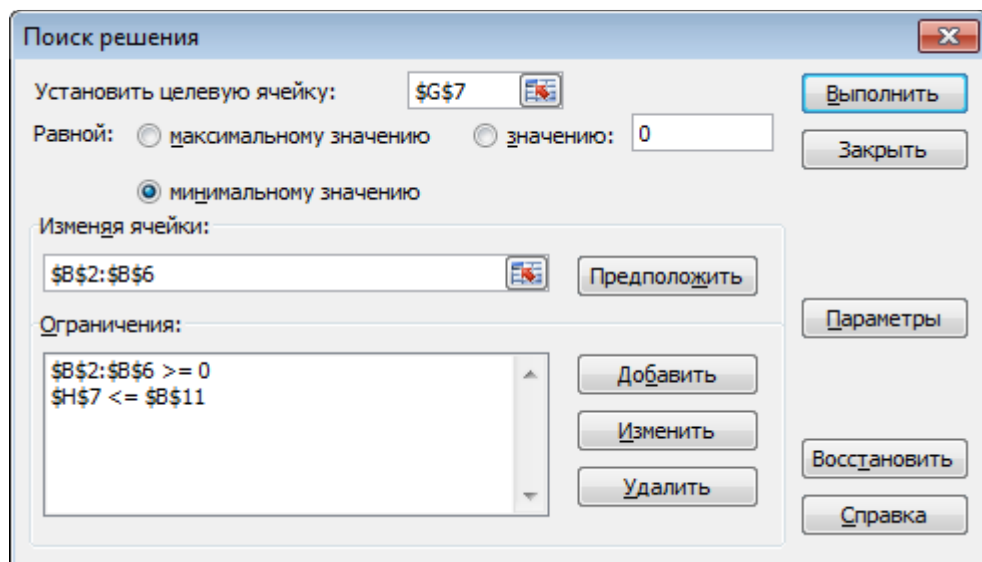 Поиск решения
Установить целевую ячейку: $G$7
Выполнить
Равной: максимальному значению значению: 0
Закрыть
минимальному значению
Изменяя ячейки:
$B$2:$B$6 Предположить
Ограничения:
Параметры
$B$2:$B$6 >= 0
$H$7 <= $B$11
Добавить
Изменить
Удалить
Восстановить
Справка